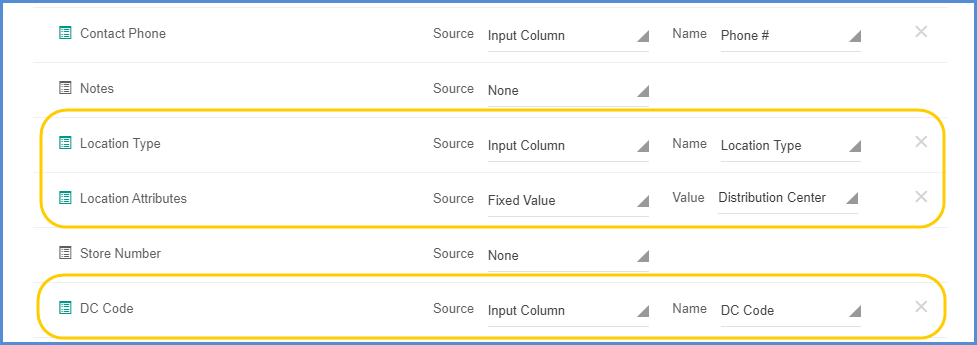 Contact Phone Source Input Column Name Phone #
Notes Source None
Location Type Source Input Column Name Location Type
Location Attributes Source Fixed Value Value Distribution Center
Store Number Source None
DC Code Source Input Column Name DC Code